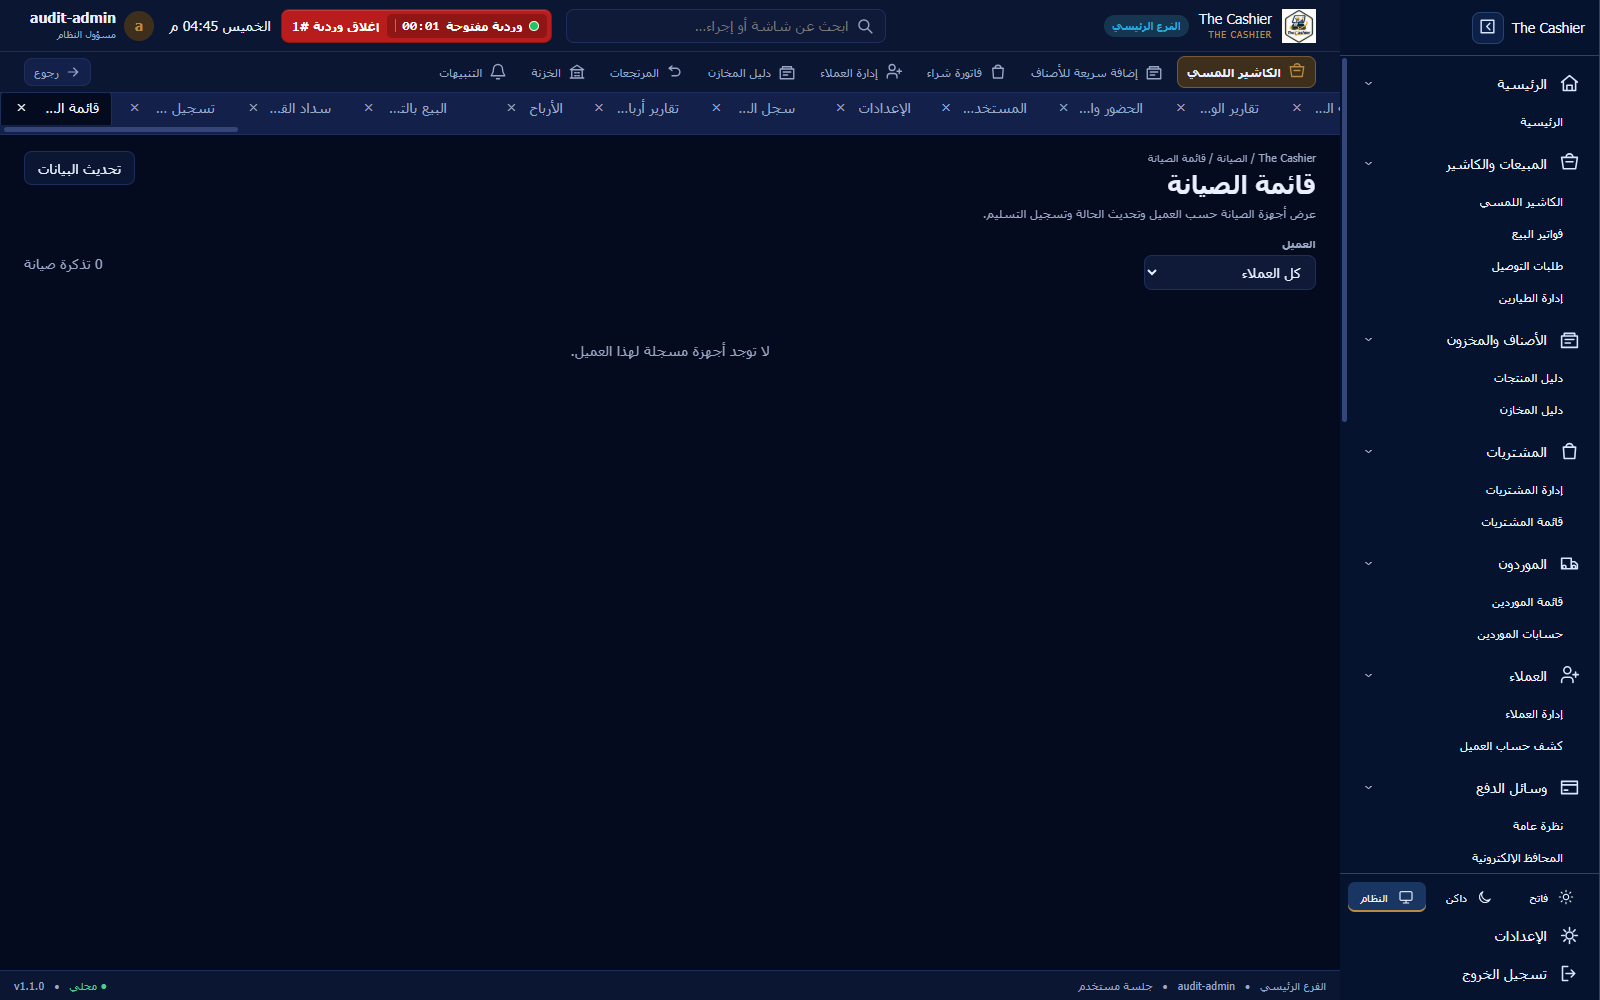 The Cashier
الرئيسية
الرئيسية
المبيعات والكاشير
الكاشير اللمسي
فواتير البيع
طلبات التوصيل
إدارة الطيارين
الأصناف والمخزون
دليل المنتجات
دليل المخازن
المشتريات
إدارة المشتريات
قائمة المشتريات
الموردون
قائمة الموردين
حسابات الموردين
العملاء
إدارة العملاء
كشف حساب العميل
وسائل الدفع
نظرة عامة
المحافظ الإلكترونية
فاتح
داكن
النظام
الإعدادات
تسجيل الخروج
The Cashier
THE CASHIER
الفرع الرئيسي
ابحث عن شاشة أو إجراء...
وردية مفتوحة 00:01 | إغلاق وردية #1
الخميس 04:45 م
a
audit-admin
مسؤول النظام
الكاشير اللمسي
إضافة سريعة للأصناف
فاتورة شراء
إدارة العملاء
دليل المخازن
المرتجعات
الخزنة
التنبيهات
رجوع
تقارير الو... ×
الحضور وا... ×
المستخد... ×
الإعدادات ×
سجل ال... ×
تقارير أربا... ×
الأرباح ×
البيع بالت... ×
سداد الق... ×
تسجيل ... ×
قائمة ال... ×
The Cashier / الصيانة / قائمة الصيانة
قائمة الصيانة
عرض أجهزة الصيانة حسب العميل وتحديث الحالة وتسجيل التسليم.
تحديث البيانات
العميل
كل العملاء
0 تذكرة صيانة
لا توجد أجهزة مسجلة لهذا العميل.
الفرع الرئيسي • audit-admin • جلسة مستخدم
محلي • v1.1.0